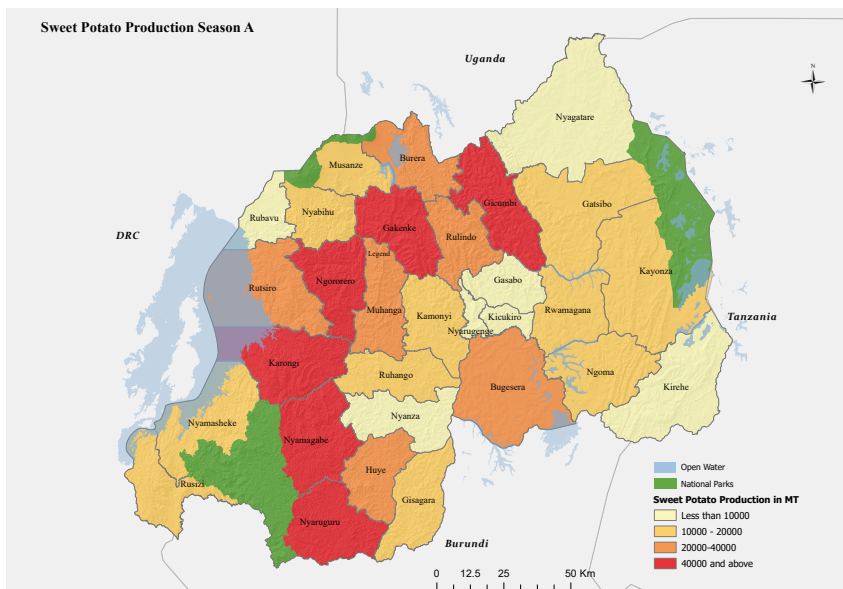 Sweet Potato Production Season A
Uganda
N
Nyagatare
Burera
Musanze
Gicumbi
Gatsibo
Nyabihu
Rubavu
Gakenke
Rulindo
DRC
Legend
Kayonza
Ngororero
Gasabo
Rutsiro
Muhanga
Kamonyi
Rwamagana
Kicukiro
Tanzania
Nyarugenge
Karongi
Ruhango
Ngoma
Bugesera
Kirehe
Nyanza
Nyamasheke
Nyamagabe
Huye
Rusizi
Gisagara
Nyaruguru
Burundi
Open Water
National Parks
Sweet Potato Production in MT
Less than 10000
10000 - 20000
20000-40000
40000 and above
0 12.5 25 50 Km